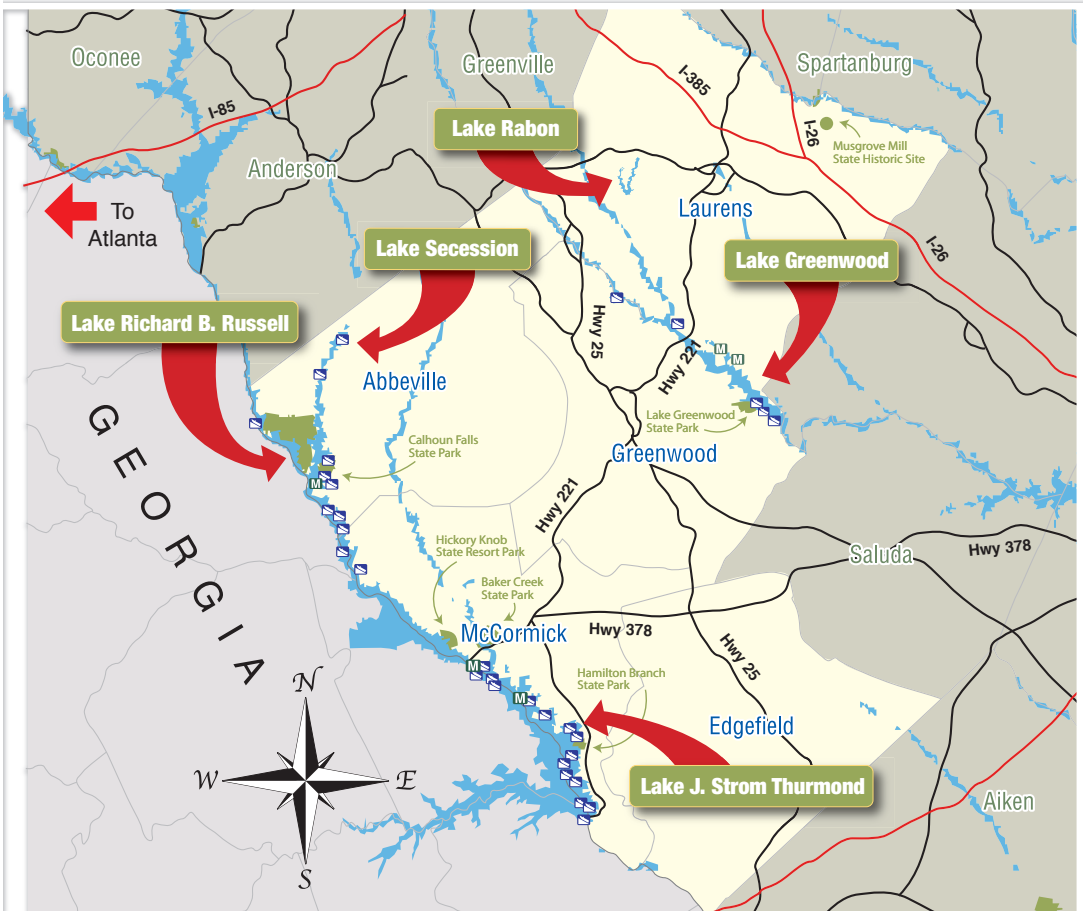 Oconee
Greenville
Spartanburg
I-85
I-385
I-26
Lake Rabon
Musgrove Mill
State Historic Site
Anderson
To
Atlanta
Laurens
Lake Secession
Lake Greenwood
I-26
Lake Richard B. Russell
Hwy 25
Hwy 221
M
M
Abbeville
Lake Greenwood
State Park
GEORGIA
Calhoun Falls
State Park
Greenwood
M
Hwy 221
Hickory Knob
State Resort Park
Saluda
Hwy 378
Baker Creek
State Park
McCormick
Hwy 378
Hwy 25
M
Hamilton Branch
State Park
M
N
Edgefield
W
E
Lake J. Strom Thurmond
Aiken
S